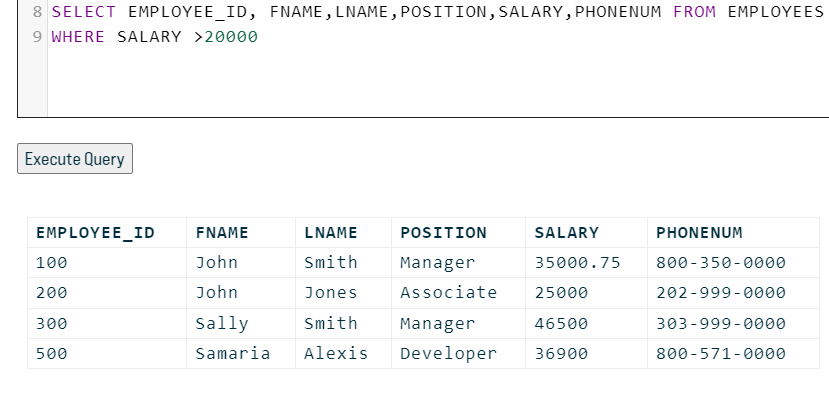 8 SELECT EMPLOYEE_ID, FNAME,LNAME,POSITION,SALARY,PHONENUM FROM EMPLOYEES
9 WHERE SALARY >20000
Execute Query
EMPLOYEE_ID FNAME LNAME POSITION SALARY PHONENUM
100 John Smith Manager 35000.75 800-350-0000
200 John Jones Associate 25000 202-999-0000
300 Sally Smith Manager 46500 303-999-0000
500 Samaria Alexis Developer 36900 800-571-0000